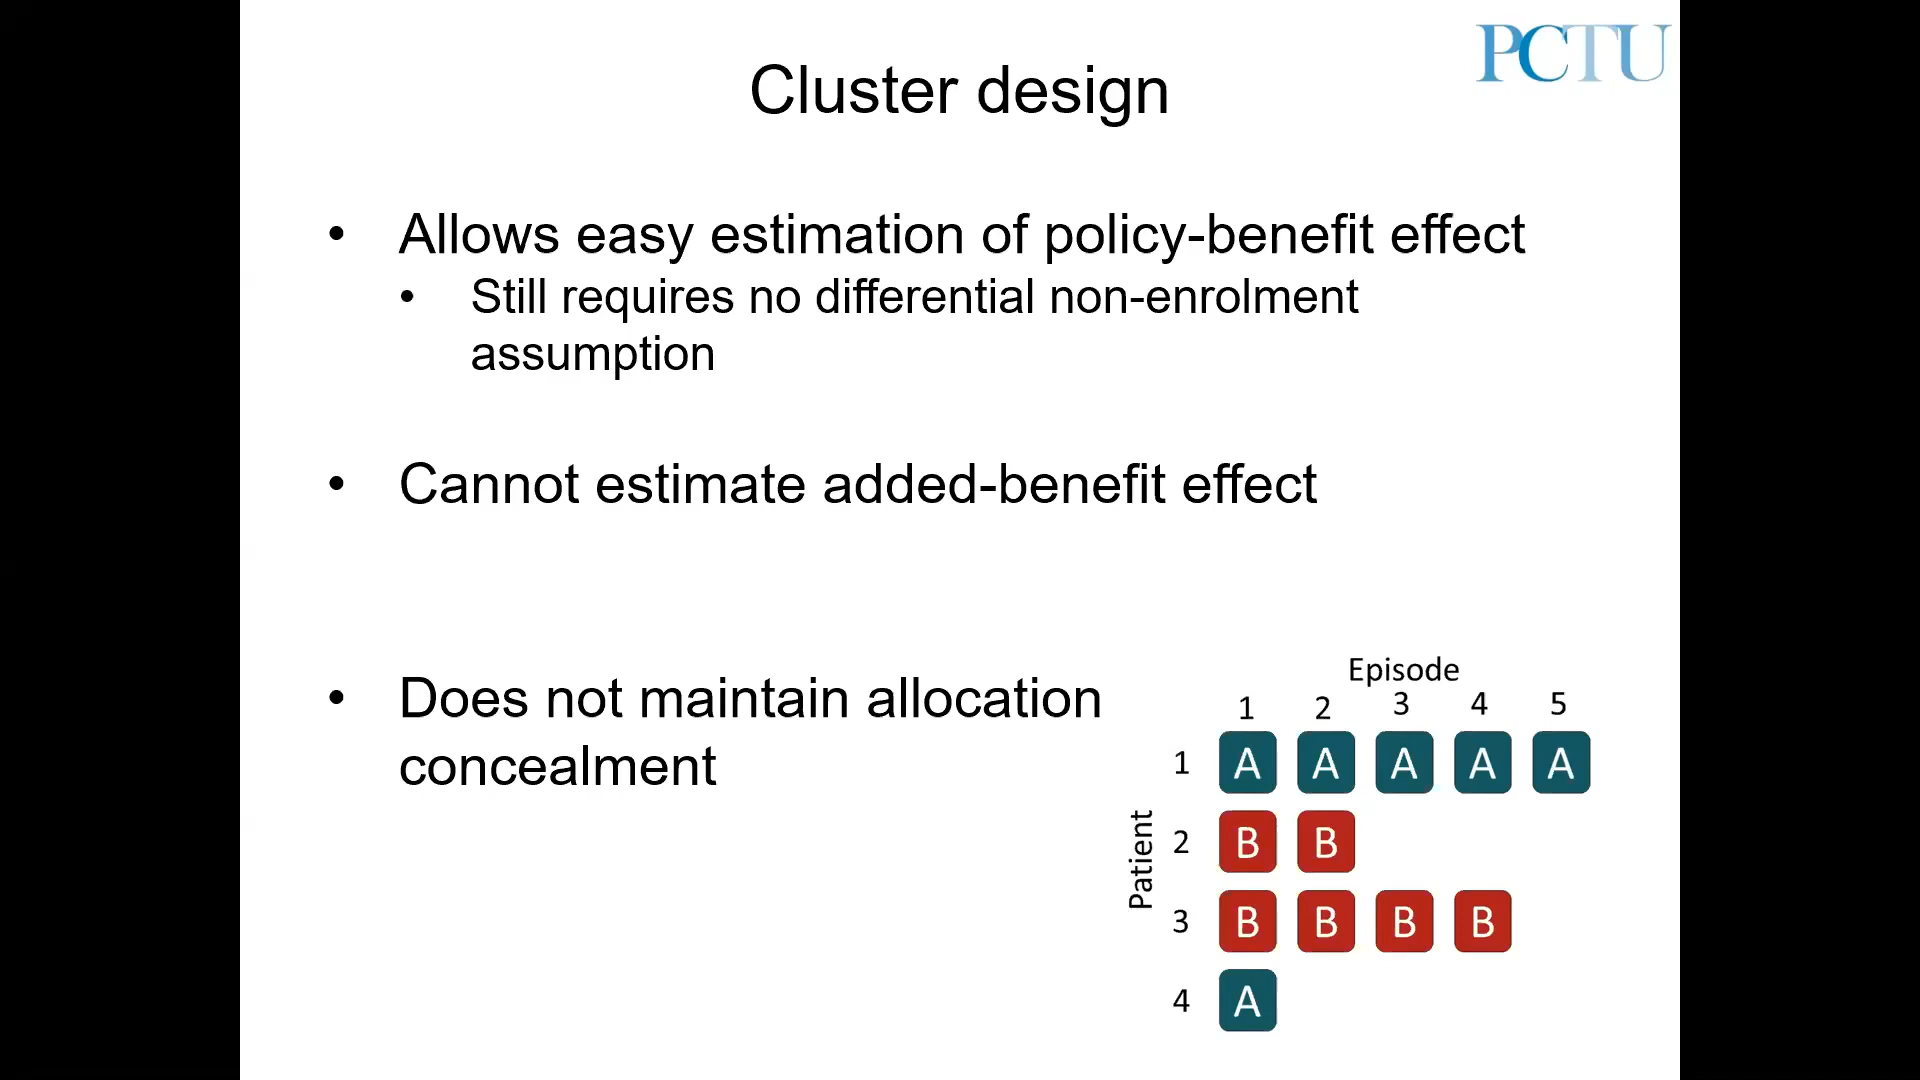 PCTU
Cluster design
• Allows easy estimation of policy-benefit effect
• Still requires no differential non-enrolment
assumption
• Cannot estimate added-benefit effect
• Does not maintain allocation
concealment
Episode
1 2 3 4 5
Patient
1 A A A A A
2 B B
3 B B B B
4 A